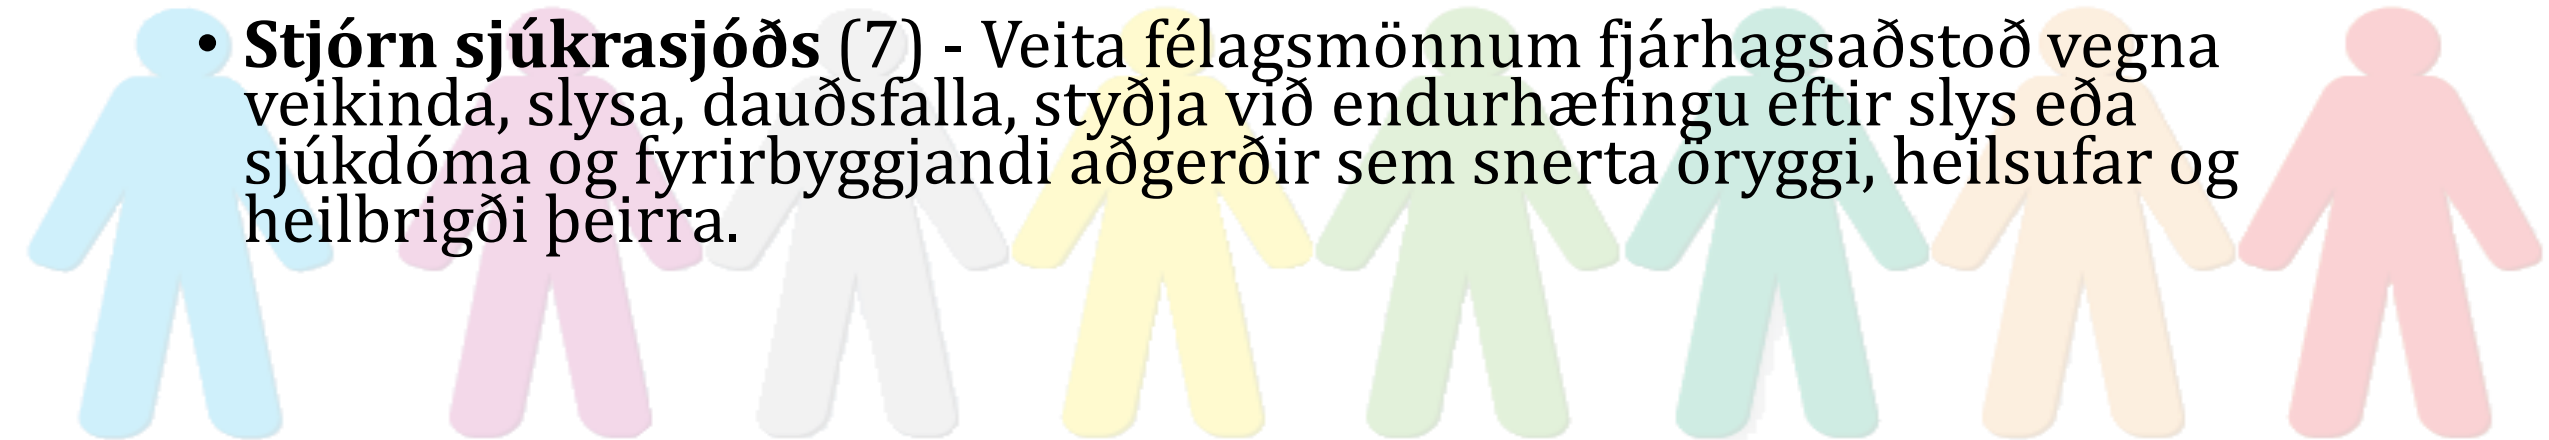 • Stjórn sjúkrasjóðs (7) - Veita félagsmönnum fjárhagsaðstoð vegna
veikinda, slysa, dauðsfalla, styðja við endurhæfingu eftir slys eða
sjúkdóma og fyrirbyggjandi aðgerðir sem snerta öryggi, heilsufar og
heilbrigði þeirra.